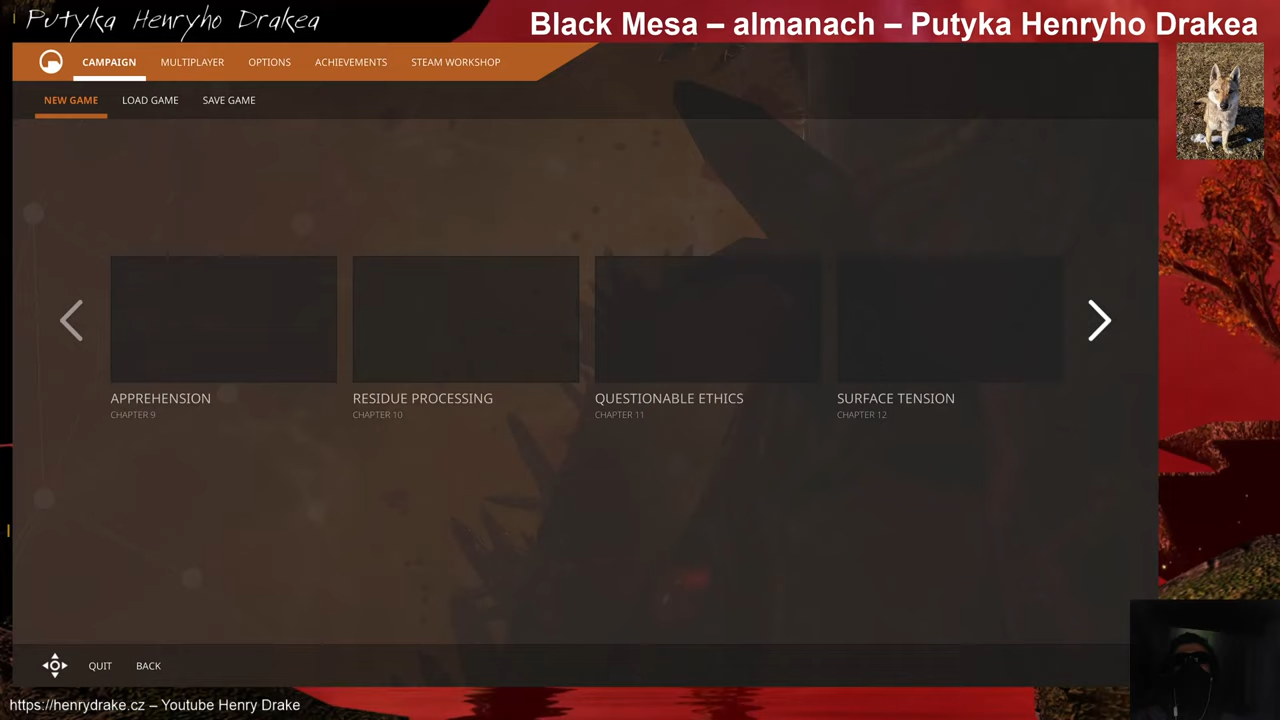 Putyka Henryho Drakea
Black Mesa – almanach – Putyka Henryho Drakea
CAMPAIGN MULTIPLAYER OPTIONS ACHIEVEMENTS STEAM WORKSHOP
NEW GAME LOAD GAME SAVE GAME
APPREHENSION RESIDUE PROCESSING QUESTIONABLE ETHICS SURFACE TENSION
CHAPTER 9 CHAPTER 10 CHAPTER 11 CHAPTER 12
QUIT BACK
https://henrydrake.cz – Youtube Henry Drake